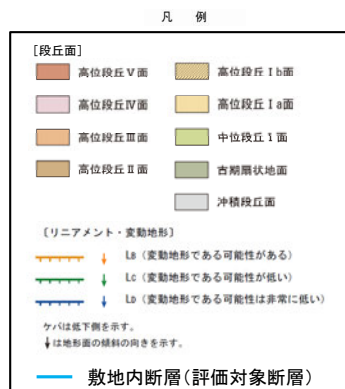 凡 例
[段丘面]
高位段丘Ⅴ面 高位段丘Ⅰb面
高位段丘Ⅳ面 高位段丘Ⅰa面
高位段丘Ⅲ面 中位段丘Ⅰ面
高位段丘Ⅱ面 古期扇状地面
沖積段丘面
〔リニアメント・変動地形〕
LB (変動地形である可能性がある)
LC (変動地形である可能性が低い)
LD (変動地形である可能性は非常に低い)
ケバは低下側を示す。
↓は地形面の傾斜の向きを示す。
敷地内断層(評価対象断層)